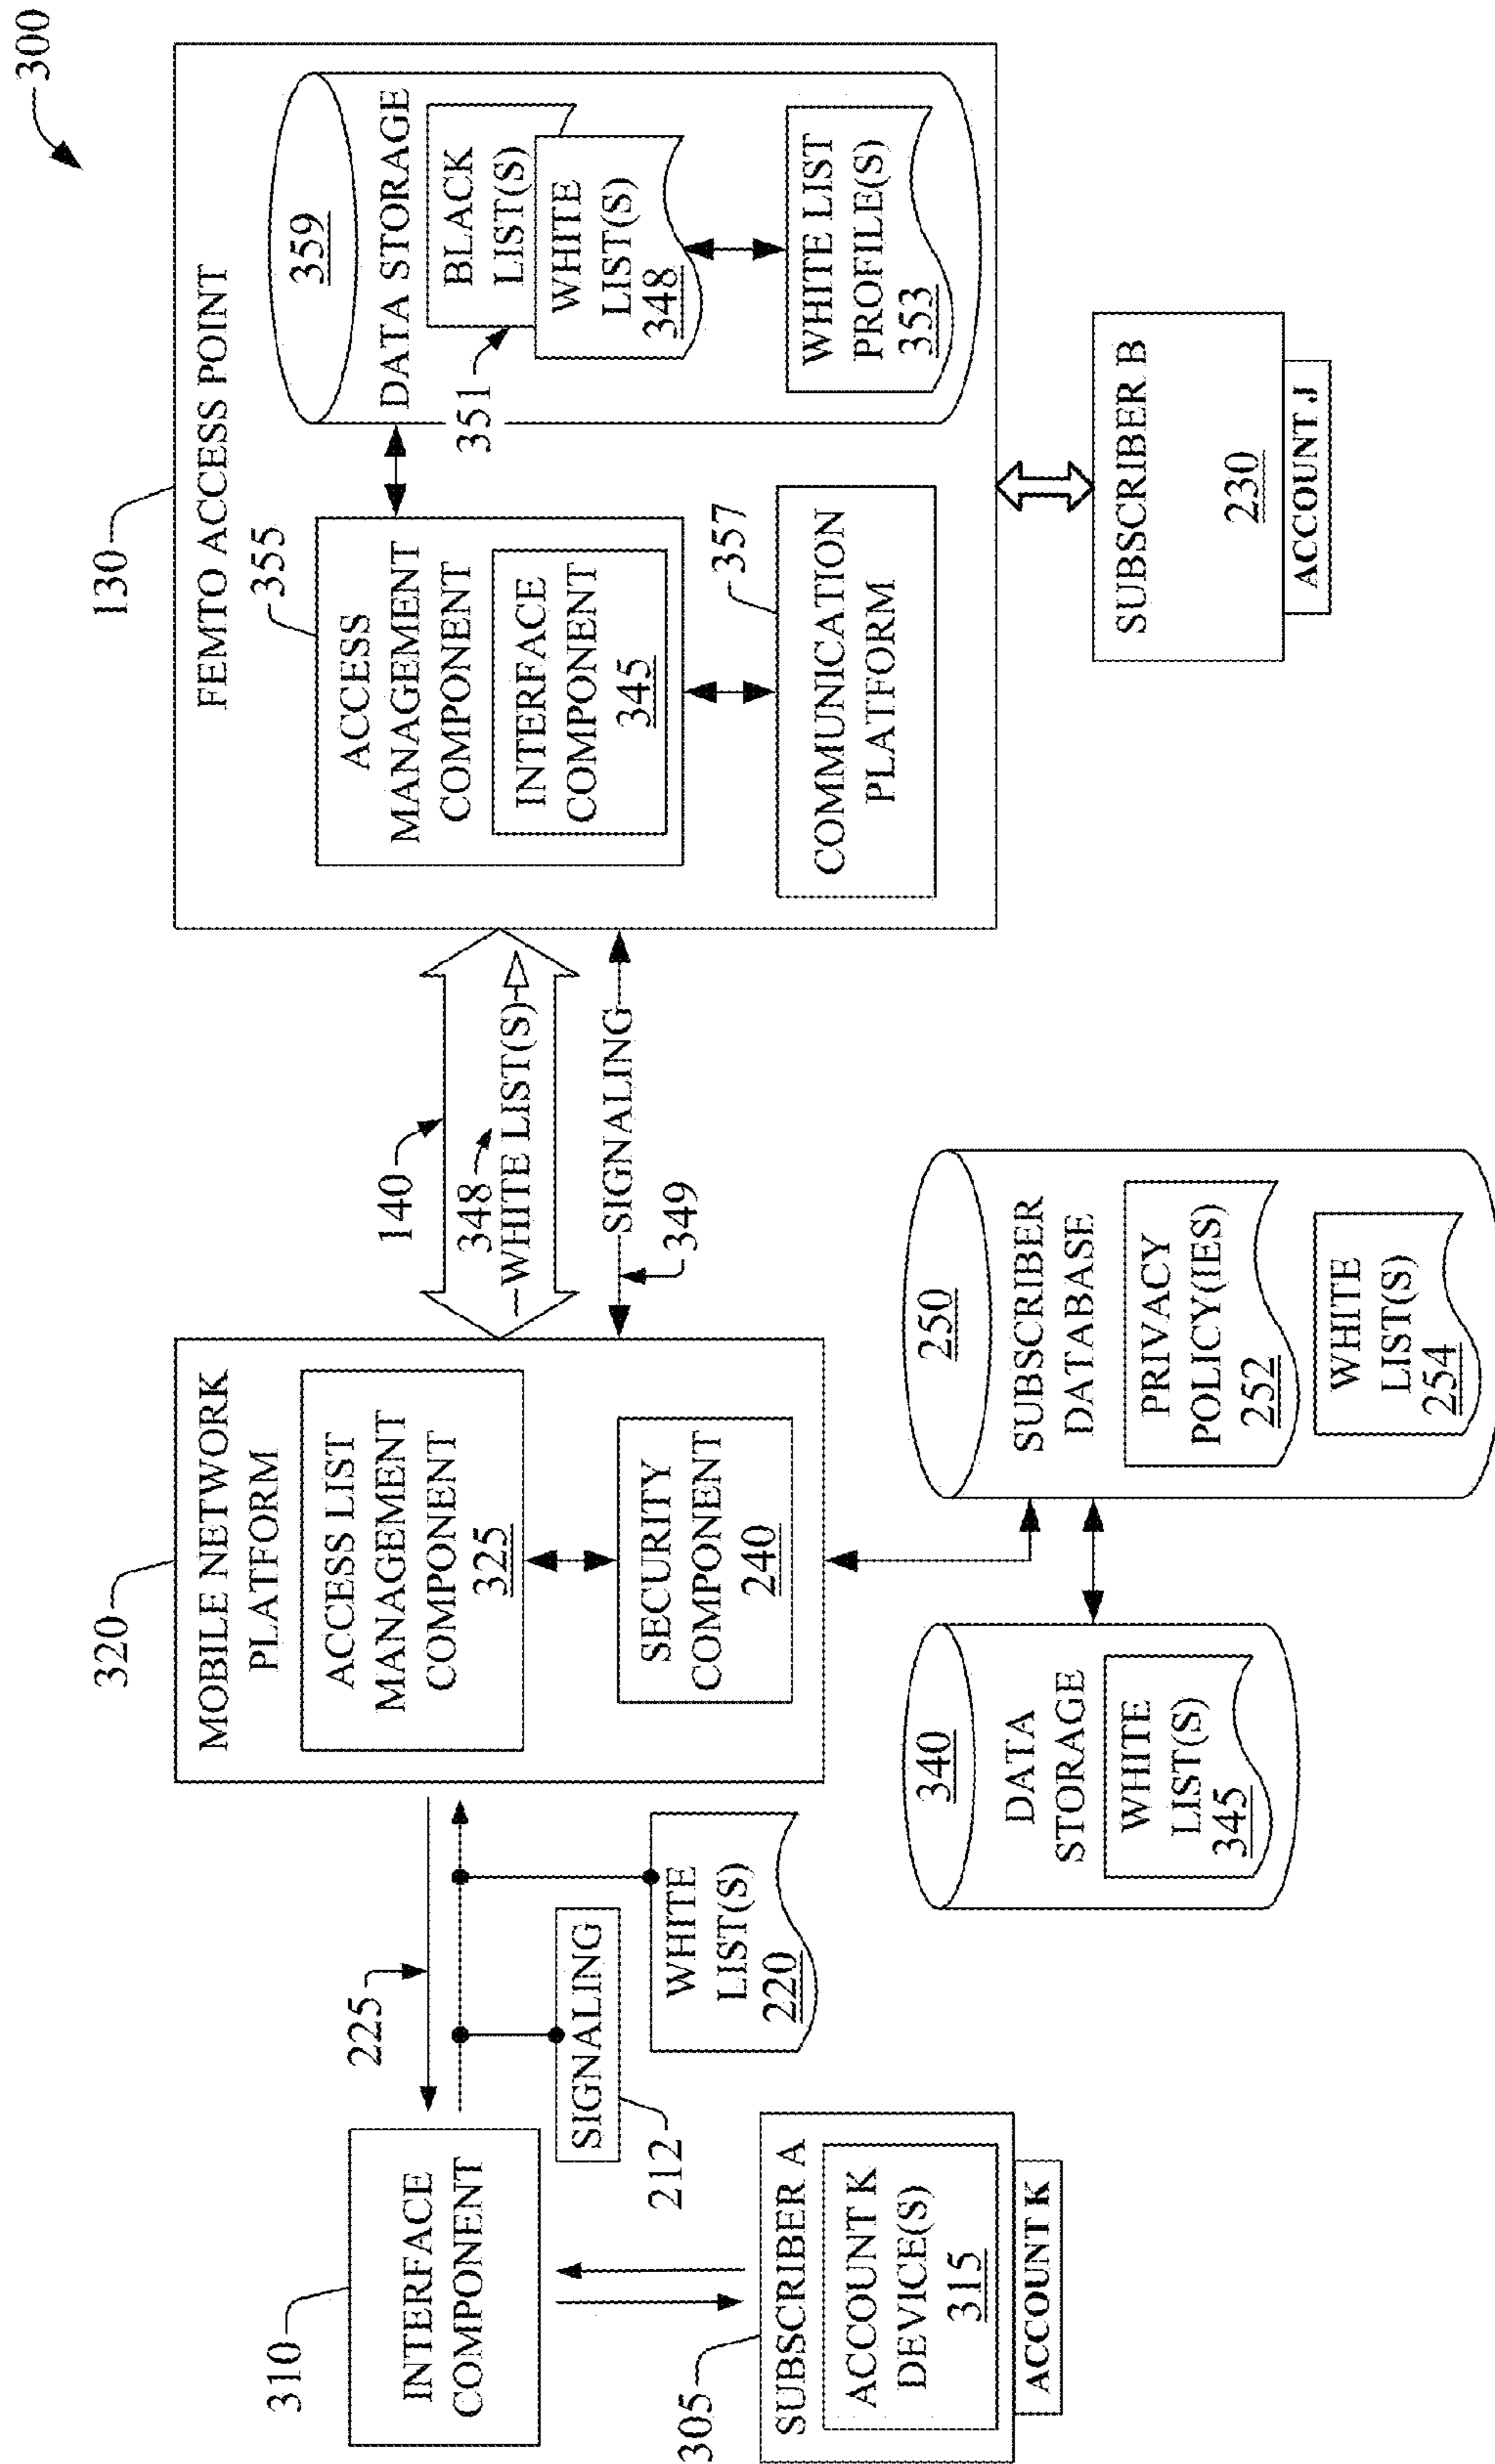 300
130
FEMTO ACCESS POINT
355
ACCESS
MANAGEMENT
COMPONENT
INTERFACE
COMPONENT
345
357
COMMUNICATION
PLATFORM
359
DATA STORAGE
351
BLACK
LIST(S)
WHITE
LIST(S)
348
WHITE LIST
PROFILE(S)
353
SUBSCRIBER B
230
ACCOUNT J
140
348
WHITE LIST(S)
SIGNALING
349
320
MOBILE NETWORK
PLATFORM
ACCESS LIST
MANAGEMENT
COMPONENT
325
SECURITY
COMPONENT
240
250
SUBSCRIBER
DATABASE
PRIVACY
POLICY(IES)
252
WHITE
LIST(S)
254
340
DATA
STORAGE
WHITE
LIST(S)
345
225
SIGNALING
212
WHITE
LIST(S)
220
310
INTERFACE
COMPONENT
305
SUBSCRIBER A
ACCOUNT K
DEVICE(S)
315
ACCOUNT K